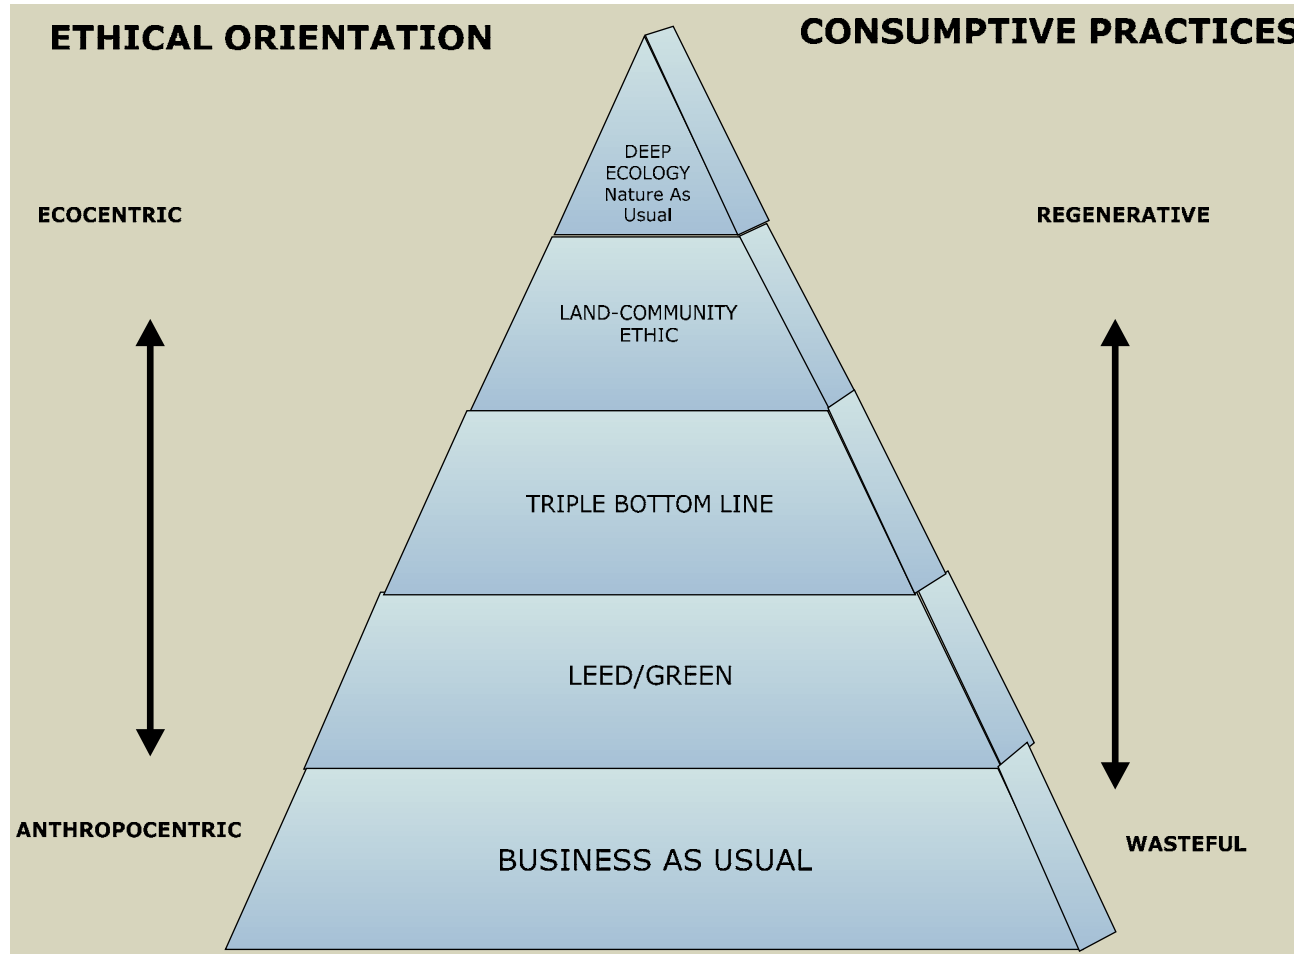 ETHICAL ORIENTATION
CONSUMPTIVE PRACTICES
DEEP
ECOLOGY
Nature As
Usual
ECOCENTRIC
REGENERATIVE
LAND-COMMUNITY
ETHIC
TRIPLE BOTTOM LINE
LEED/GREEN
ANTHROPOCENTRIC
WASTEFUL
BUSINESS AS USUAL